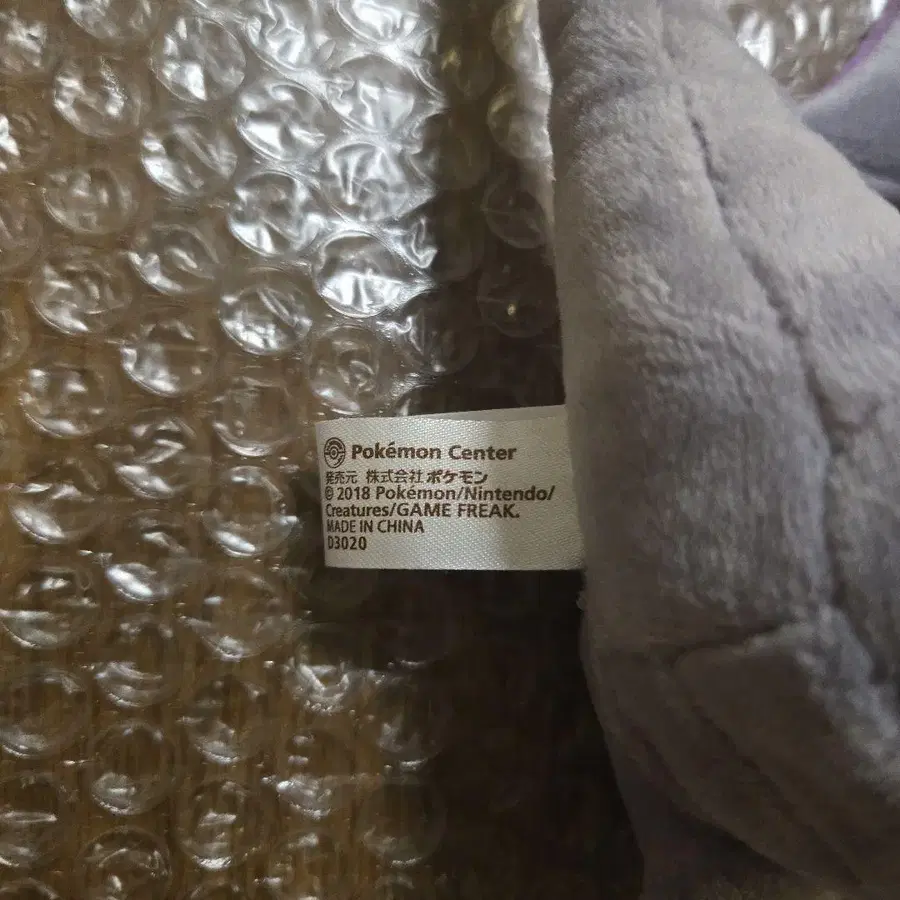 Pokémon Center
発売元 株式会社ポケモン
© 2018 Pokémon/Nintendo/
Creatures/GAME FREAK.
MADE IN CHINA
D3020